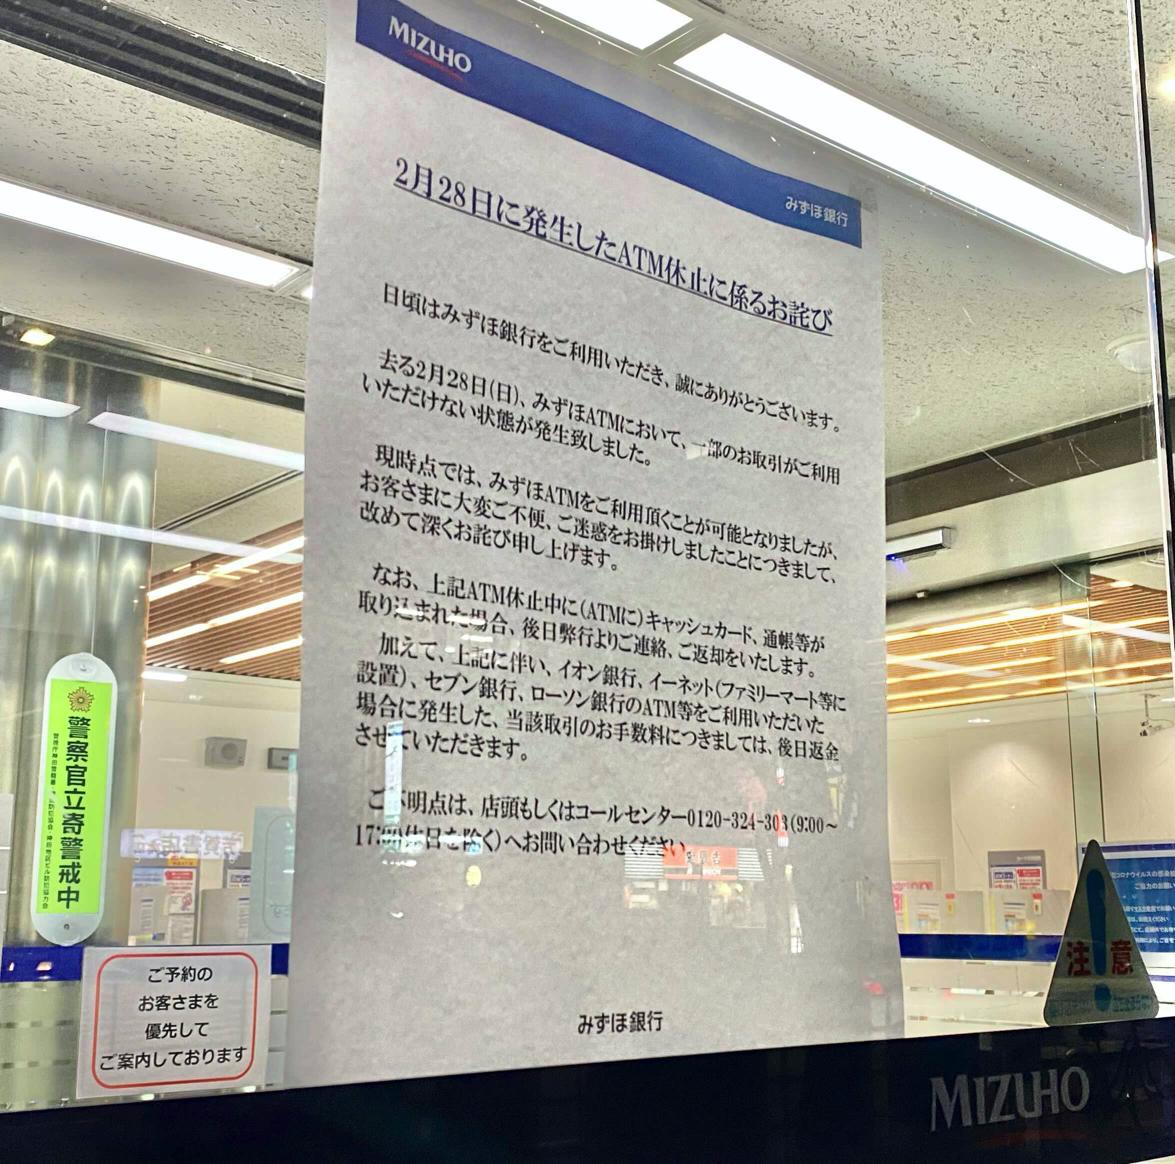 MIZUHO
みずほ銀行
2月28日に発生したATM休止に係るお詫び
日頃はみずほ銀行をご利用いただき、誠にありがとうございます。
去る2月28日(日)、みずほATMにおいて、一部のお取引がご利用
いただけない状態が発生致しました。
現時点では、みずほATMをご利用頂くことが可能となりましたが、
お客さまに大変ご不便、ご迷惑をお掛けしましたことにつきまして、
改めて深くお詫び申し上げます。
なお、上記ATM休止中に(ATMに)キャッシュカード、通帳等が
取り込まれた場合、後日弊行よりご連絡、ご返却をいたします。
加えて、上記に伴い、イオン銀行、イーネット(ファミリーマート等に
設置)、セブン銀行、ローソン銀行のATM等をご利用いただいた
場合に発生した、当該取引のお手数料につきましては、後日返金
させていただきます。
ご不明点は、店頭もしくはコールセンター0120-324-303(9:00~
17:00休日を除く)へお問い合わせください
みずほ銀行
警察官立寄警戒中
ご予約の
お客さまを
優先して
ご案内しております
注意
MIZUHO